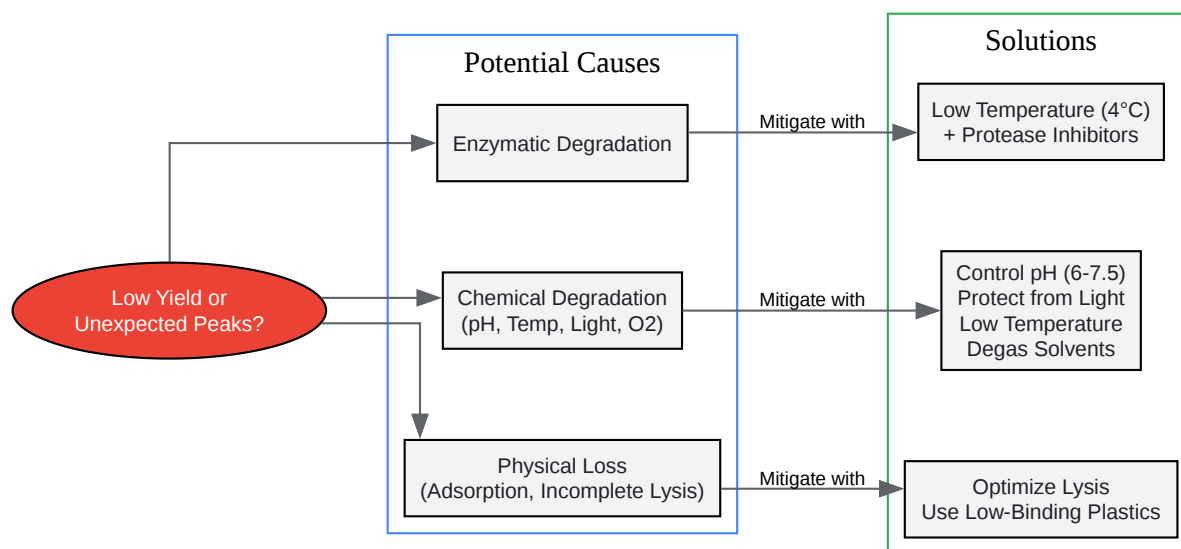 Solutions
Potential Causes
Low Temperature (4°C)
+ Protease Inhibitors
Mitigate with
Enzymatic Degradation
Low Yield or
Unexpected Peaks?
Chemical Degradation
(pH, Temp, Light, O2)
Mitigate with
Control pH (6-7.5)
Protect from Light
Low Temperature
Degas Solvents
Physical Loss
(Adsorption, Incomplete Lysis)
Mitigate with
Optimize Lysis
Use Low-Binding Plastics